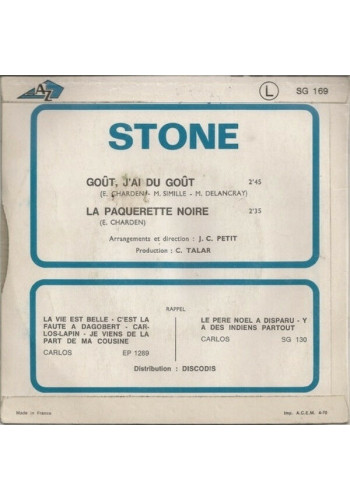 AZ
L SG 169
STONE
GOÛT, J'AI DU GOÛT 2'45
(E. CHARDEN - M. SIMILLE - M. DELANCRAY)
LA PAQUERETTE NOIRE 2'35
(E. CHARDEN)
Arrangements et direction : J. C. PETIT
Production : C. TALAR
RAPPEL
LA VIE EST BELLE - C'EST LA
FAUTE A DAGOBERT - CAR-
LOS-LAPIN - JE VIENS DE LA
PART DE MA COUSINE
CARLOS EP 1289
LE PERE NOEL A DISPARU - Y
A DES INDIENS PARTOUT
CARLOS SG 130
Distribution : DISCODIS
Made in France
Imp. A.C.E.M. 4-70